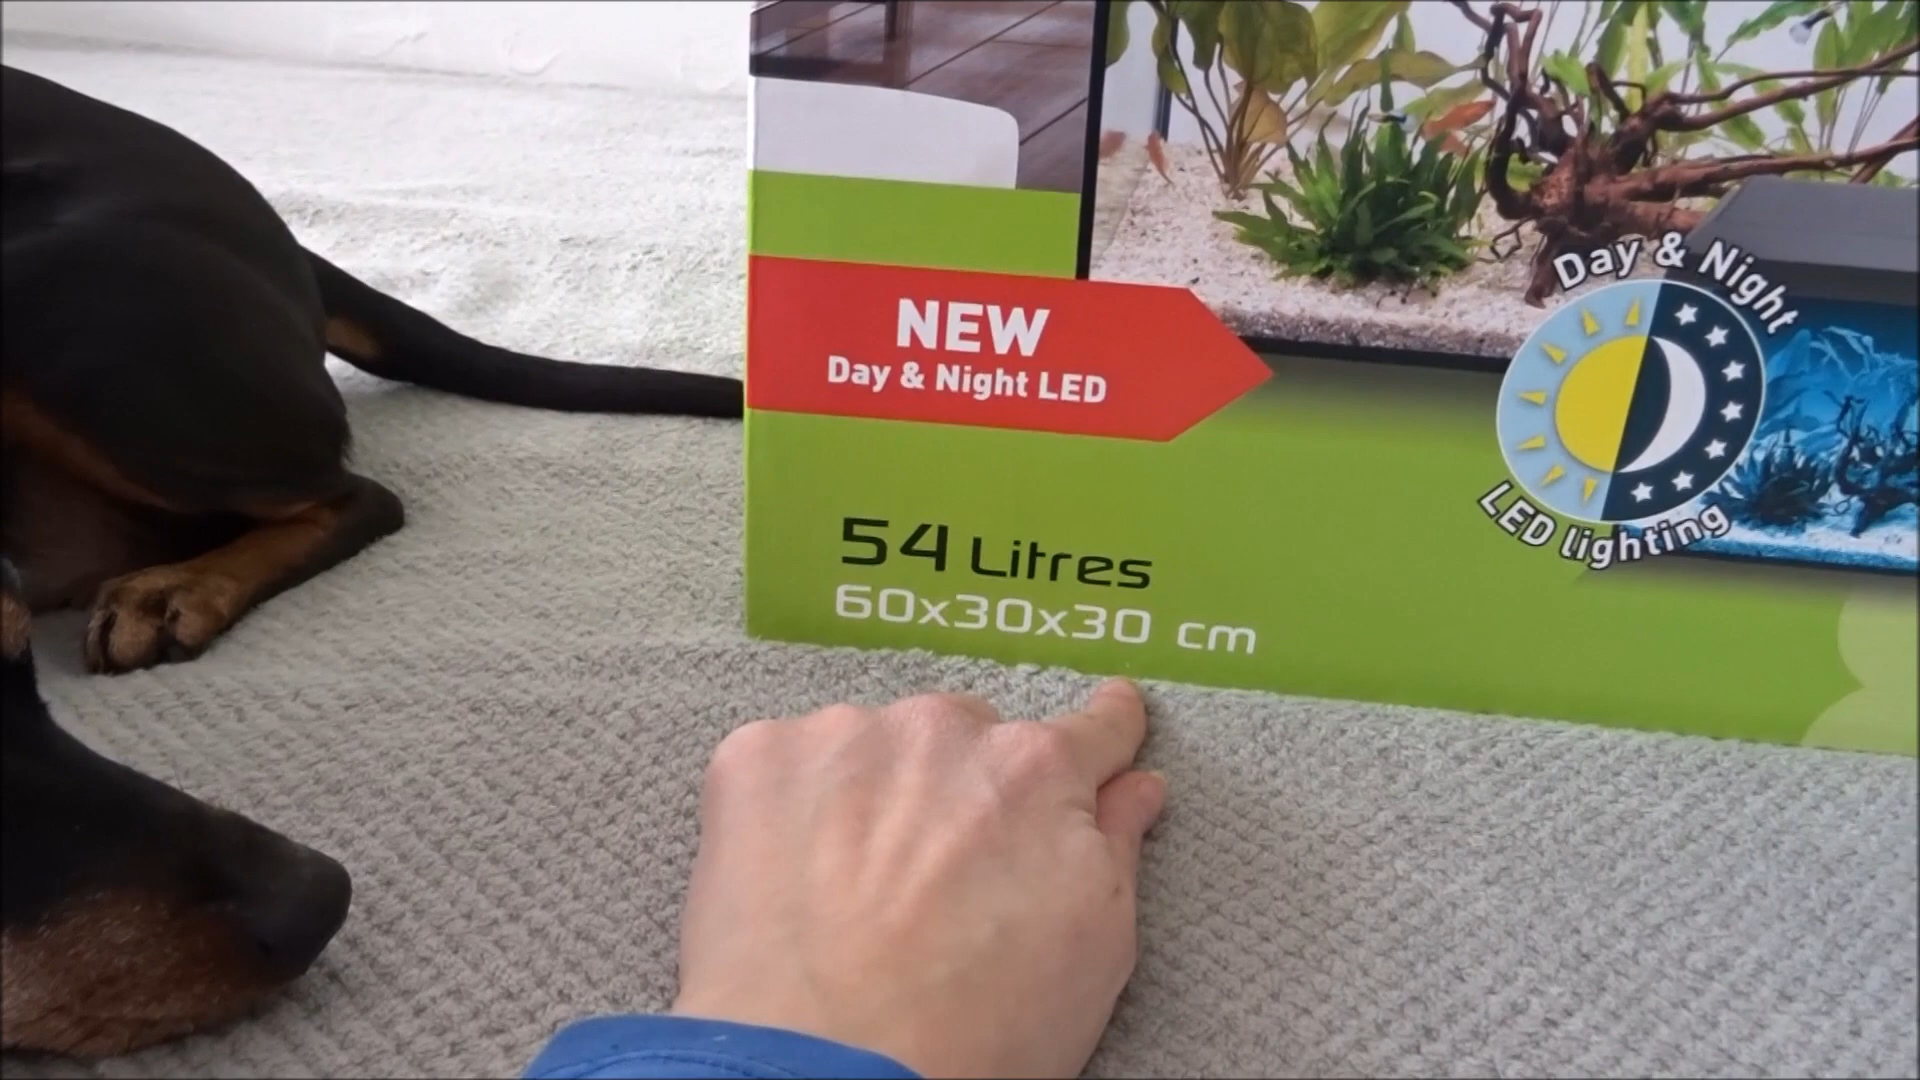 NEW
Day & Night LED
54 Litres
60x30x30 cm
Day & Night
LED lighting